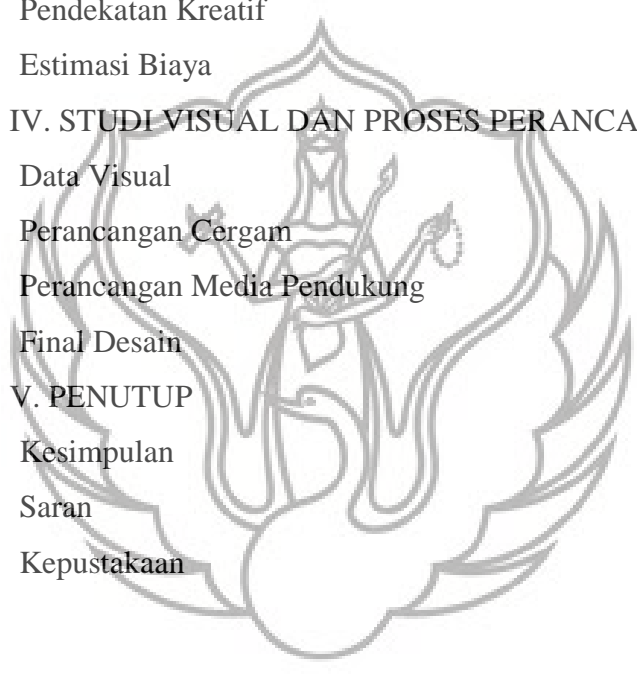 Pendekatan Kreatif
Estimasi Biaya
IV. STUDI VISUAL DAN PROSES PERANCA
Data Visual
Perancangan Cergam
Perancangan Media Pendukung
Final Desain
V. PENUTUP
Kesimpulan
Saran
Kepustakaan